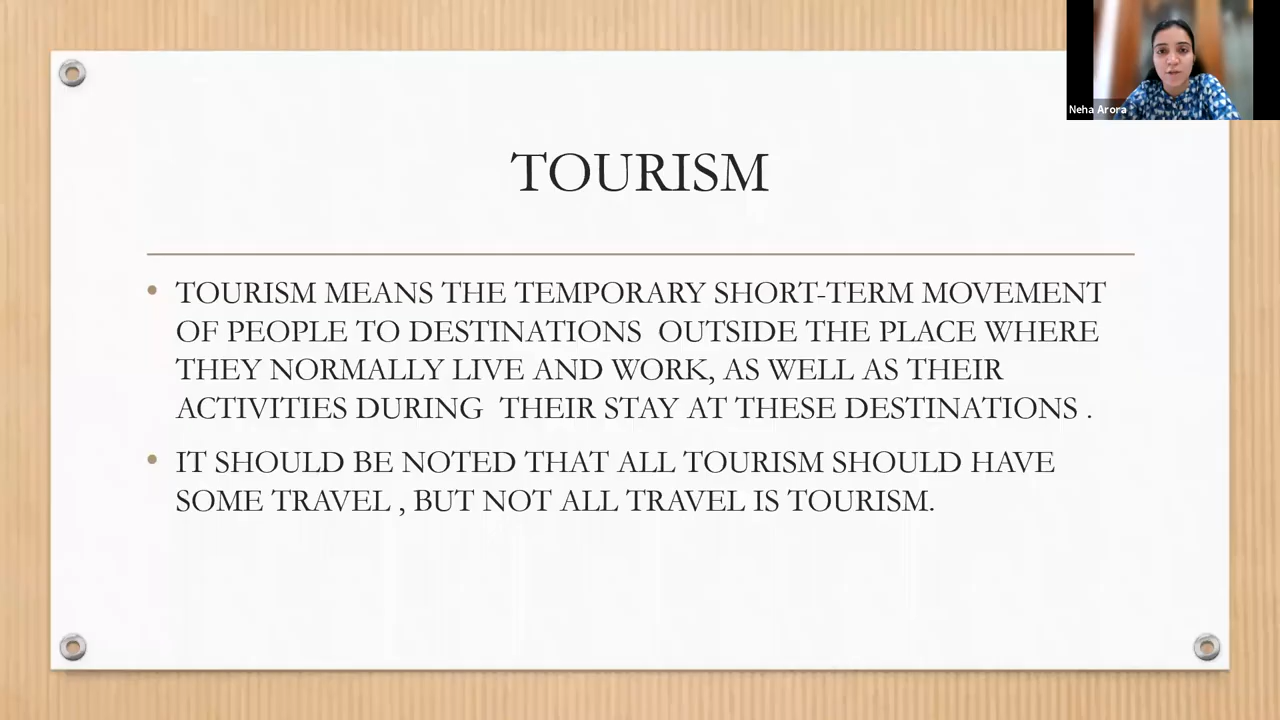 Neha Arora
TOURISM
• TOURISM MEANS THE TEMPORARY SHORT-TERM MOVEMENT
OF PEOPLE TO DESTINATIONS  OUTSIDE THE PLACE WHERE
THEY NORMALLY LIVE AND WORK, AS WELL AS THEIR
ACTIVITIES DURING  THEIR STAY AT THESE DESTINATIONS .
• IT SHOULD BE NOTED THAT ALL TOURISM SHOULD HAVE
SOME TRAVEL , BUT NOT ALL TRAVEL IS TOURISM.